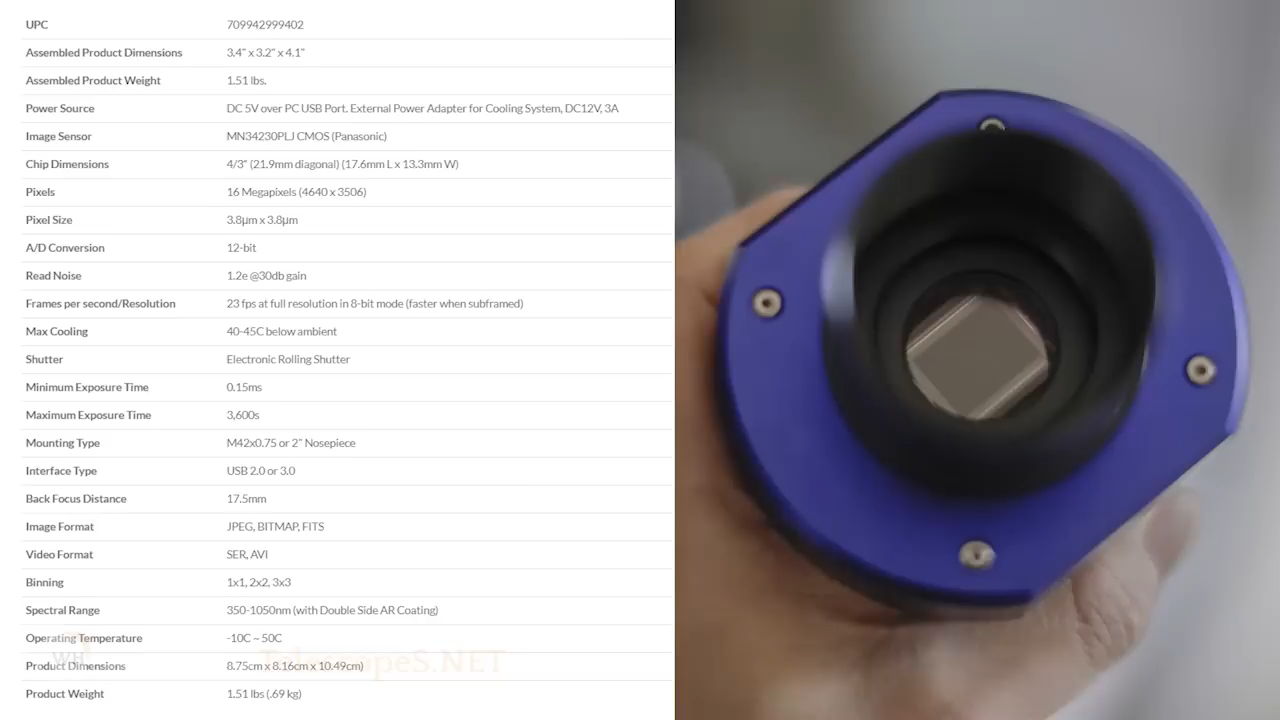 UPC 709942999402
Assembled Product Dimensions 3.4" x 3.2" x 4.1"
Assembled Product Weight 1.51 lbs.
Power Source DC 5V over PC USB Port. External Power Adapter for Cooling System, DC12V, 3A
Image Sensor MN34230PLJ CMOS (Panasonic)
Chip Dimensions 4/3" (21.9mm diagonal) (17.6mm L x 13.3mm W)
Pixels 16 Megapixels (4640 x 3506)
Pixel Size 3.8µm x 3.8µm
A/D Conversion 12-bit
Read Noise 1.2e @30db gain
Frames per second/Resolution 23 fps at full resolution in 8-bit mode (faster when subframed)
Max Cooling 40-45C below ambient
Shutter Electronic Rolling Shutter
Minimum Exposure Time 0.15ms
Maximum Exposure Time 3,600s
Mounting Type M42x0.75 or 2" Nosepiece
Interface Type USB 2.0 or 3.0
Back Focus Distance 17.5mm
Image Format JPEG, BITMAP, FITS
Video Format SER, AVI
Binning 1x1, 2x2, 3x3
Spectral Range 350-1050nm (with Double Side AR Coating)
Operating Temperature -10C ~ 50C
WH TelescopeS.NET
Product Dimensions 8.75cm x 8.16cm x 10.49cm)
Product Weight 1.51 lbs (.69 kg)